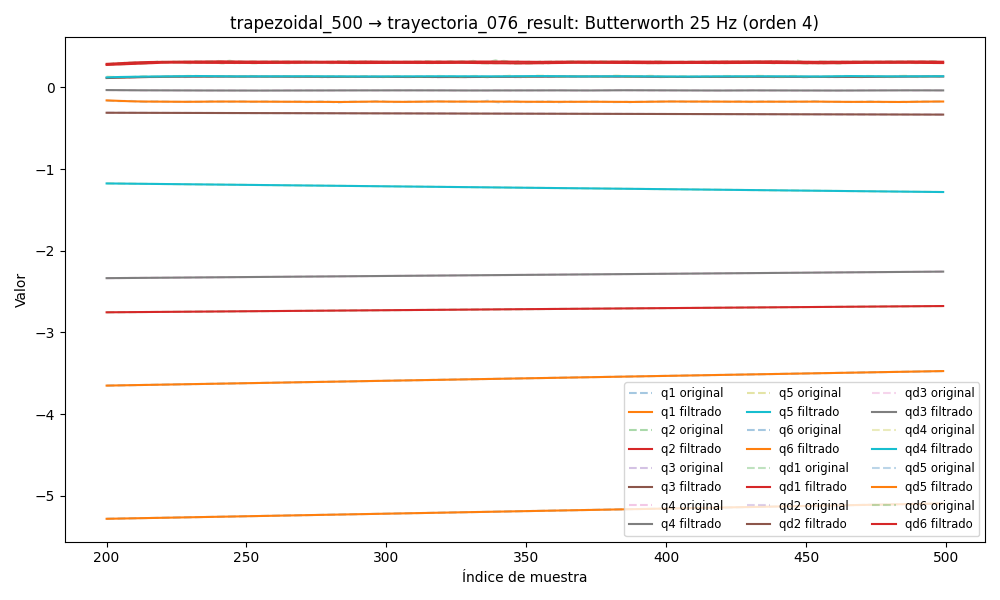 trapezoidal_500 → trayectoria_076_result: Butterworth 25 Hz (orden 4)
Valor
0
−1
−2
−3
−4
−5
200
250
300
350
400
450
500
Índice de muestra
q1 original
q1 filtrado
q2 original
q2 filtrado
q3 original
q3 filtrado
q4 original
q4 filtrado
q5 original
q5 filtrado
q6 original
q6 filtrado
qd1 original
qd1 filtrado
qd2 original
qd2 filtrado
qd3 original
qd3 filtrado
qd4 original
qd4 filtrado
qd5 original
qd5 filtrado
qd6 original
qd6 filtrado